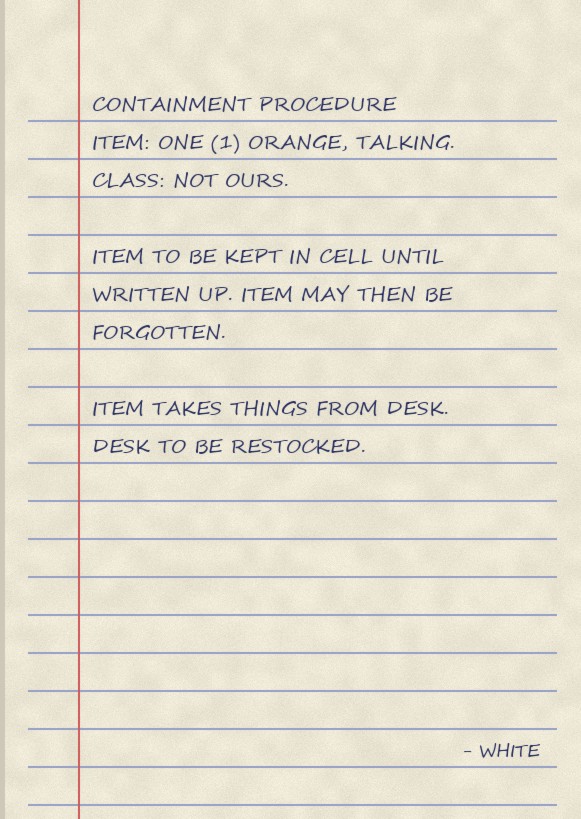 CONTAINMENT PROCEDURE
ITEM: ONE (1) ORANGE, TALKING.
CLASS: NOT OURS.
ITEM TO BE KEPT IN CELL UNTIL
WRITTEN UP. ITEM MAY THEN BE
FORGOTTEN.
ITEM TAKES THINGS FROM DESK.
DESK TO BE RESTOCKED.
- WHITE